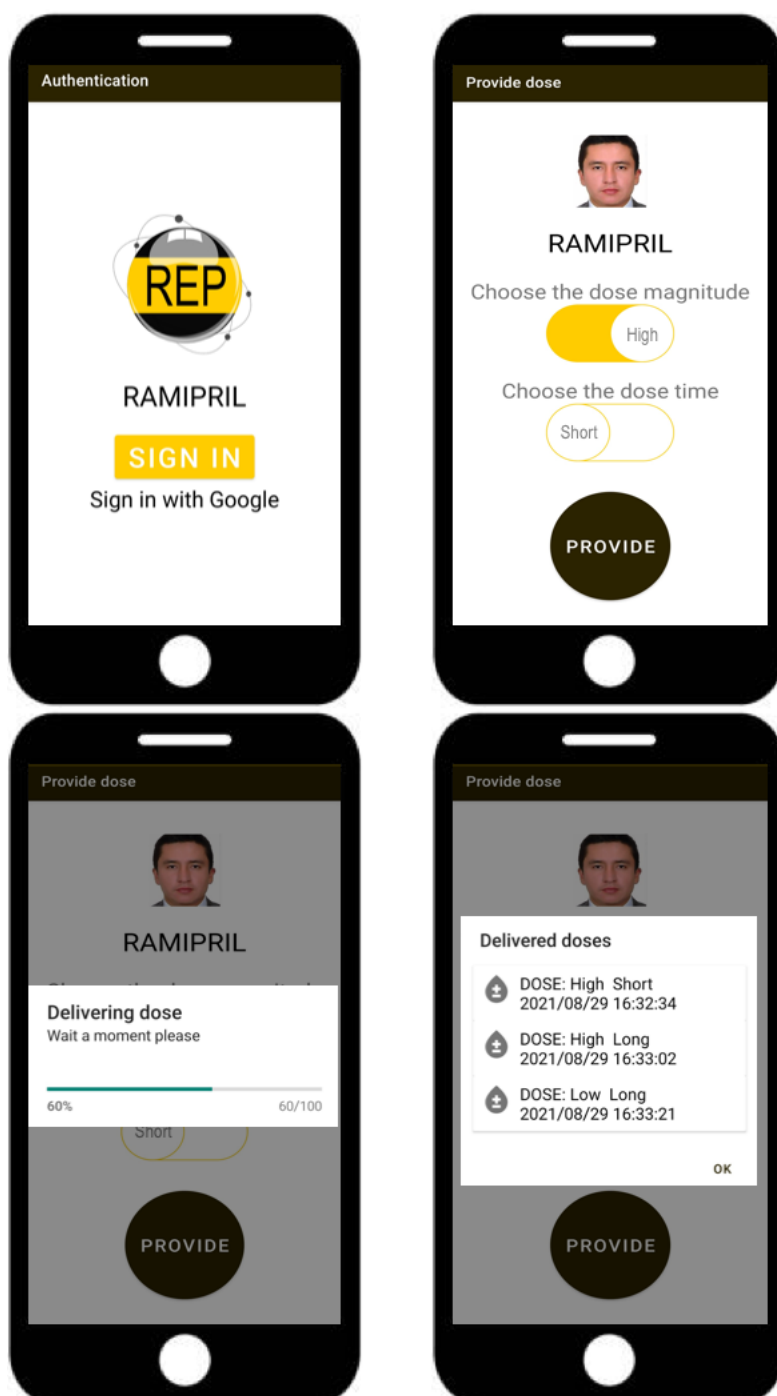 Authentication
REP
RAMIPRIL
SIGN IN
Sign in with Google
Provide dose
RAMIPRIL
Choose the dose magnitude
High
Choose the dose time
Short
PROVIDE
Provide dose
RAMIPRIL
Delivering dose
Wait a moment please
60%
60/100
Short
PROVIDE
Provide dose
Delivered doses
DOSE: High Short
2021/08/29 16:32:34
DOSE: High Long
2021/08/29 16:33:02
DOSE: Low Long
2021/08/29 16:33:21
OK
PROVIDE